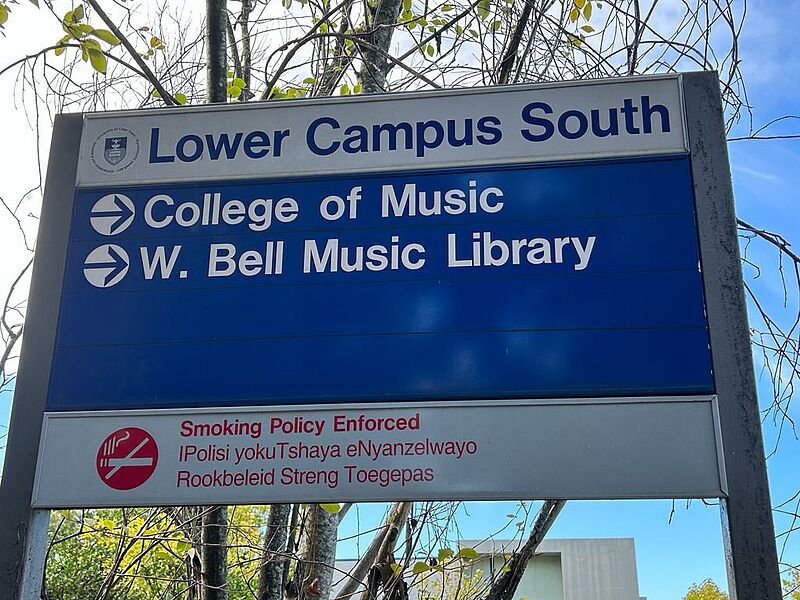 Lower Campus South
College of Music
W. Bell Music Library
Smoking Policy Enforced
IPolisi yokuTshaya eNyanzelwayo
Rookbeleid Streng Toegepas